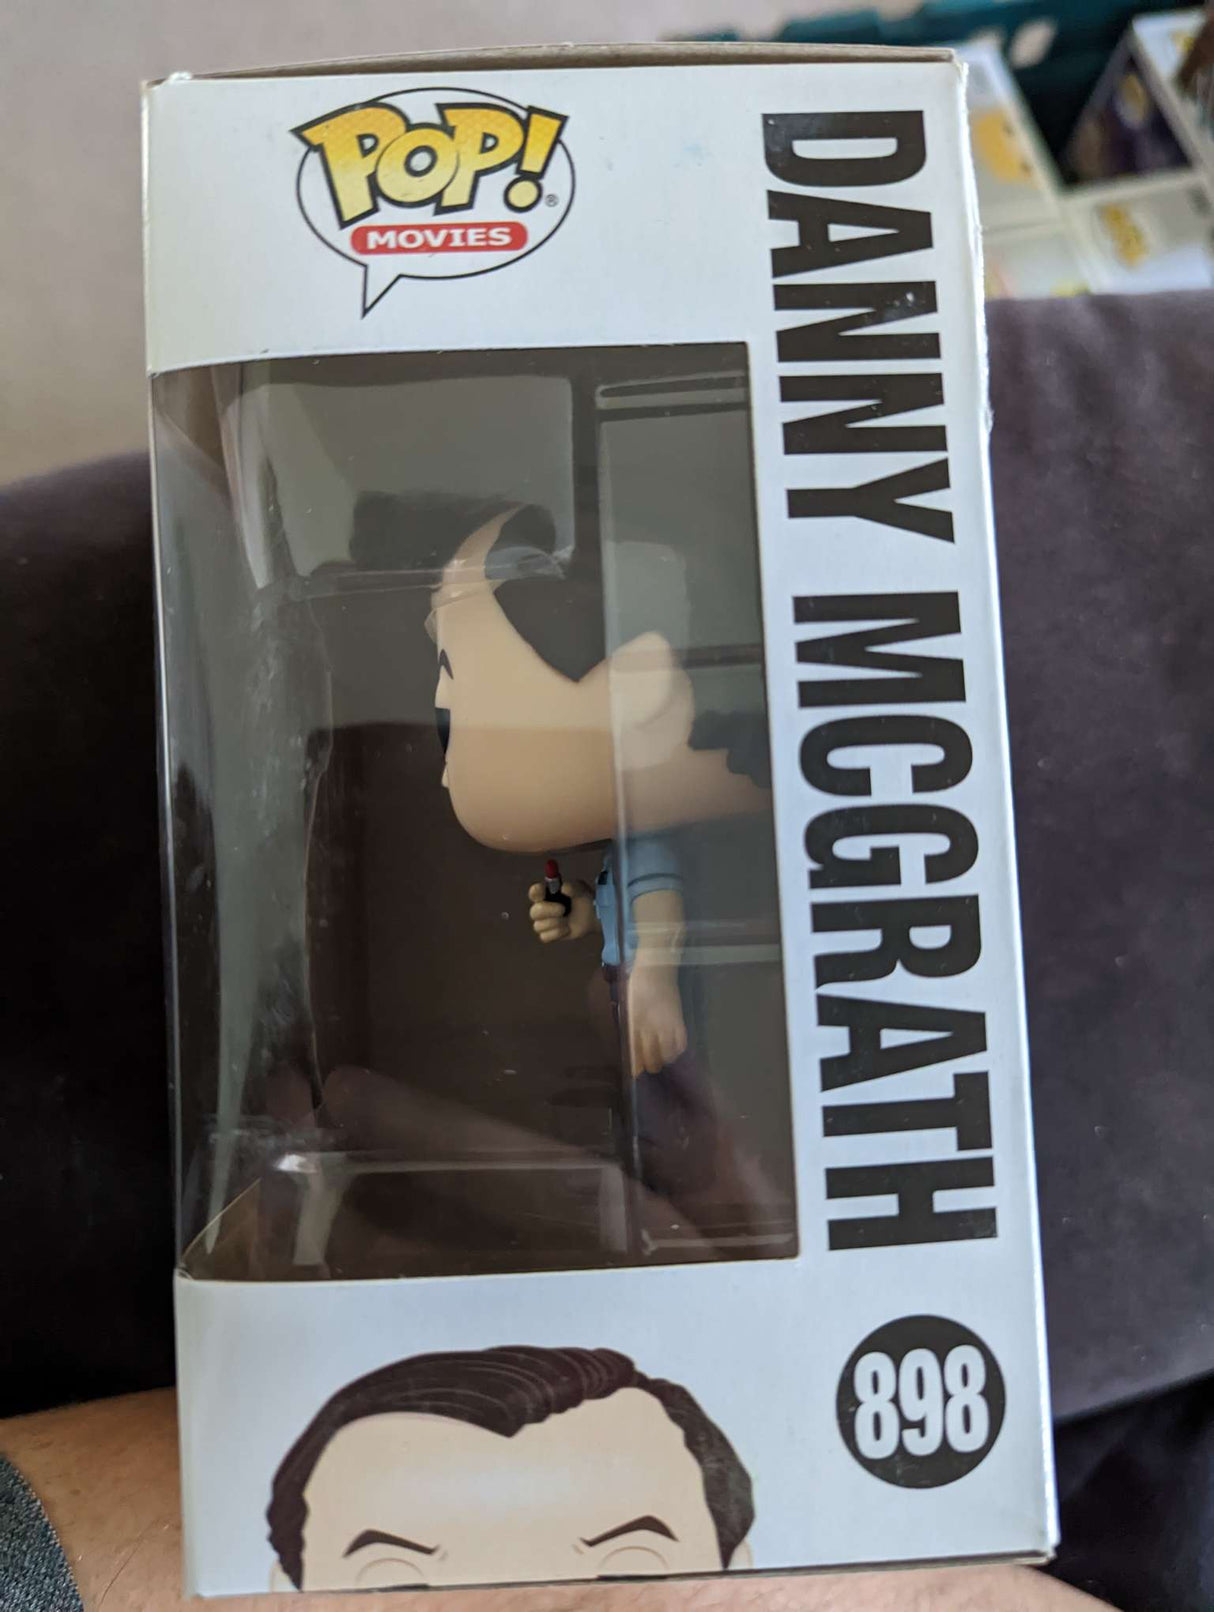 POP!®
MOVIES
DANNY MCGRATH
898